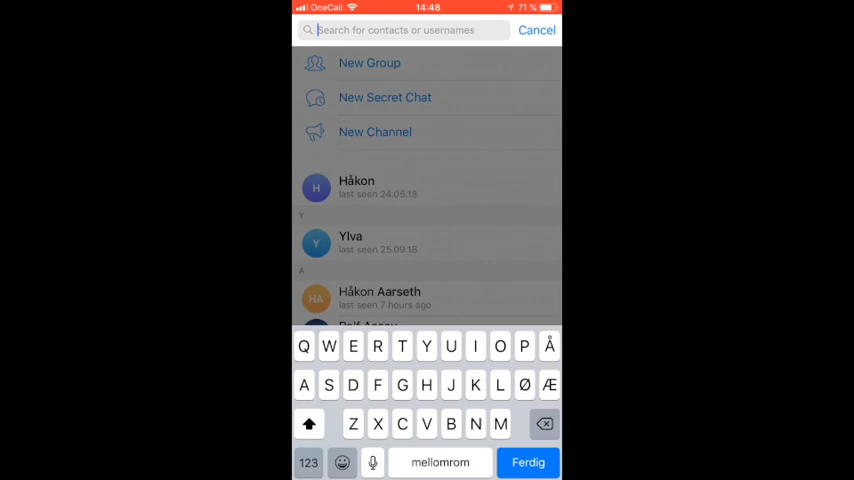 OneCall 14:48 71 %
Search for contacts or usernames Cancel
New Group
New Secret Chat
New Channel
H Håkon
last seen 24.05.18
Y
Y Ylva
last seen 25.09.18
A
HA Håkon Aarseth
last seen 7 hours ago
Q W E R T Y U I O P Å
A S D F G H J K L Ø Æ
Z X C V B N M
123 mellomrom Ferdig